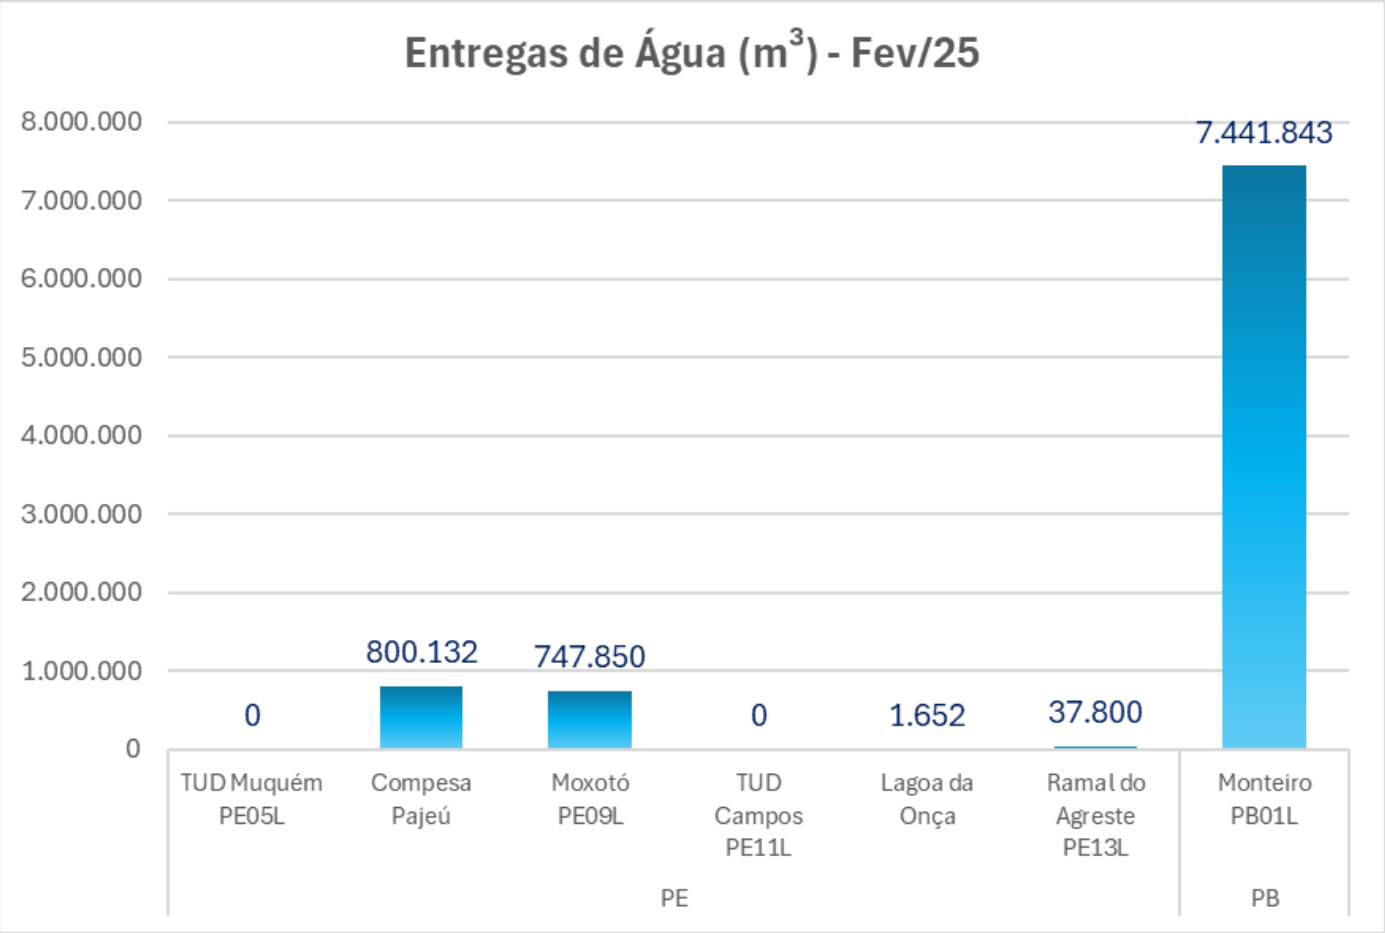 Entregas de Água (m³) - Fev/25
8.000.000
7.000.000
6.000.000
5.000.000
4.000.000
3.000.000
2.000.000
1.000.000
0
0
800.132
747.850
0
1.652
37.800
7.441.843
TUD Muquém
PE05L
Compesa
Pajeú
Moxotó
PE09L
TUD
Campos
PE11L
Lagoa da
Onça
Ramal do
Agreste
PE13L
Monteiro
PB01L
PE
PB